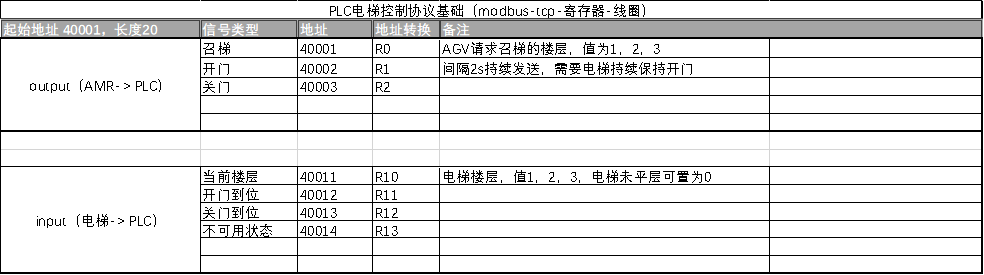 PLC电梯控制协议基础（modbus-tcp-寄存器-线圈）
起始地址 40001，长度20 信号类型 地址 地址转换 备注
召梯 40001 R0 AGV请求召梯的楼层，值为1，2，3
开门 40002 R1 间隔2s持续发送，需要电梯持续保持开门
output（AMR->PLC）
关门 40003 R2
当前楼层 40011 R10 电梯楼层，值1，2，3，电梯未平层可置为0
开门到位 40012 R11
关门到位 40013 R12
input（电梯->PLC）
不可用状态 40014 R13